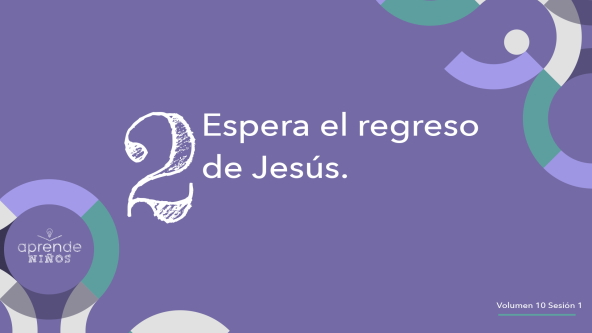 2
Espera el regreso
de Jesús.
aprende
NIÑOS
Volumen 10 Sesión 1